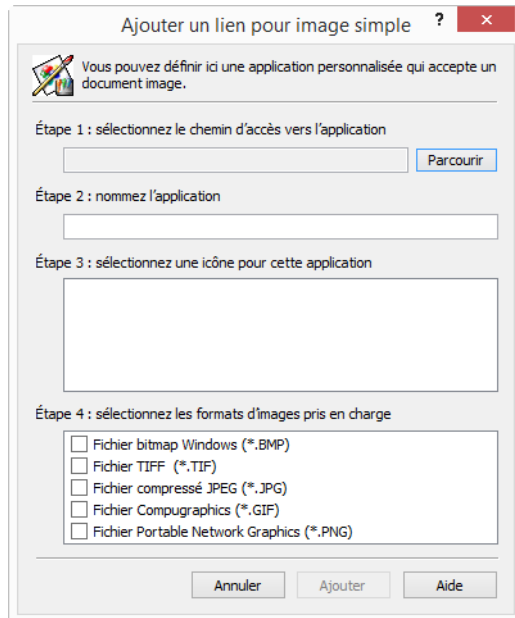 Ajouter un lien pour image simple ? ×
Vous pouvez définir ici une application personnalisée qui accepte un
document image.
Étape 1 : sélectionnez le chemin d'accès vers l'application
Parcourir
Étape 2 : nommez l'application
Étape 3 : sélectionnez une icône pour cette application
Étape 4 : sélectionnez les formats d'images pris en charge
Fichier bitmap Windows (*.BMP)
Fichier TIFF (*.TIF)
Fichier compressé JPEG (*.JPG)
Fichier Compugraphics (*.GIF)
Fichier Portable Network Graphics (*.PNG)
Annuler Ajouter Aide